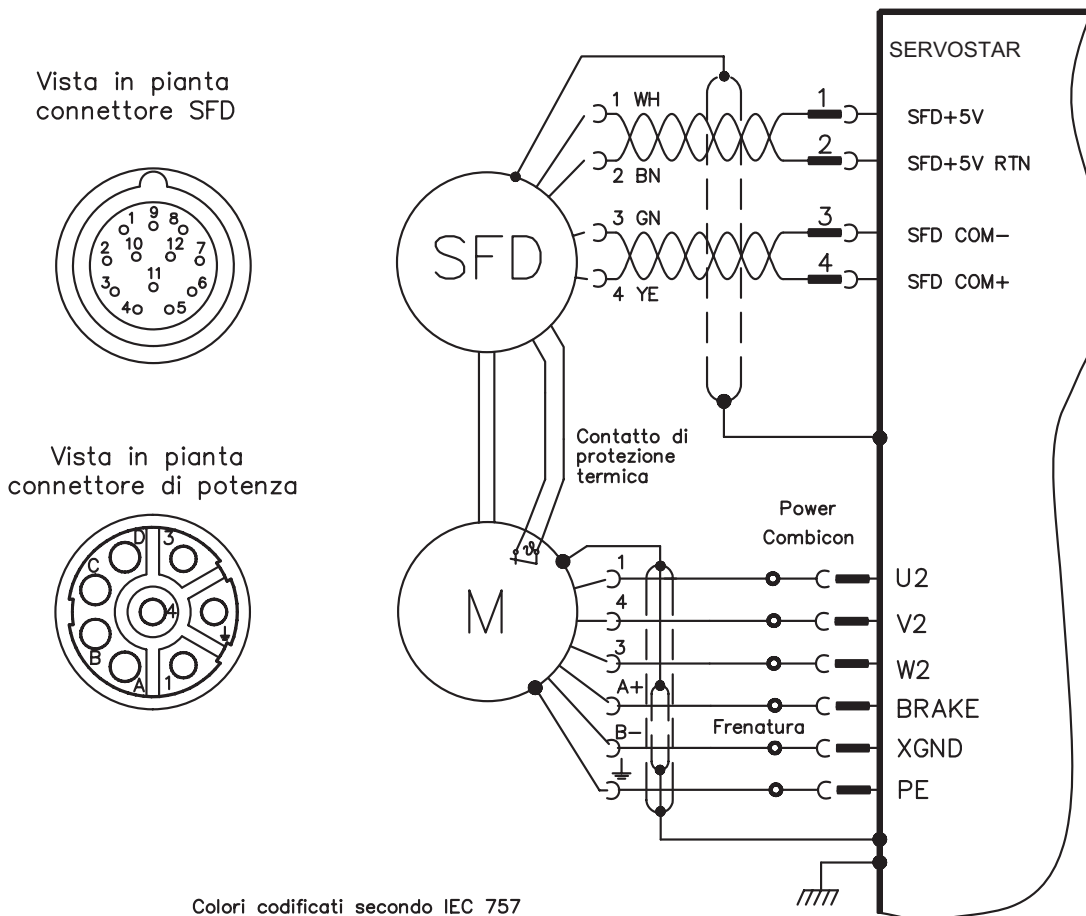 Vista in pianta
connettore SFD
1
2
3
4
5
6
7
8
9
10
11
12
Vista in pianta
connettore di potenza
A
B
C
D
3
4
1
SFD
1 WH
2 BN
3 GN
4 YE
1
2
3
4
SERVOSTAR
SFD+5V
SFD+5V RTN
SFD COM-
SFD COM+
Contatto di
protezione
termica
ϑ
M
1
4
3
A+
B-
Frenatura
Power
Combicon
U2
V2
W2
BRAKE
XGND
PE
Colori codificati secondo IEC 757